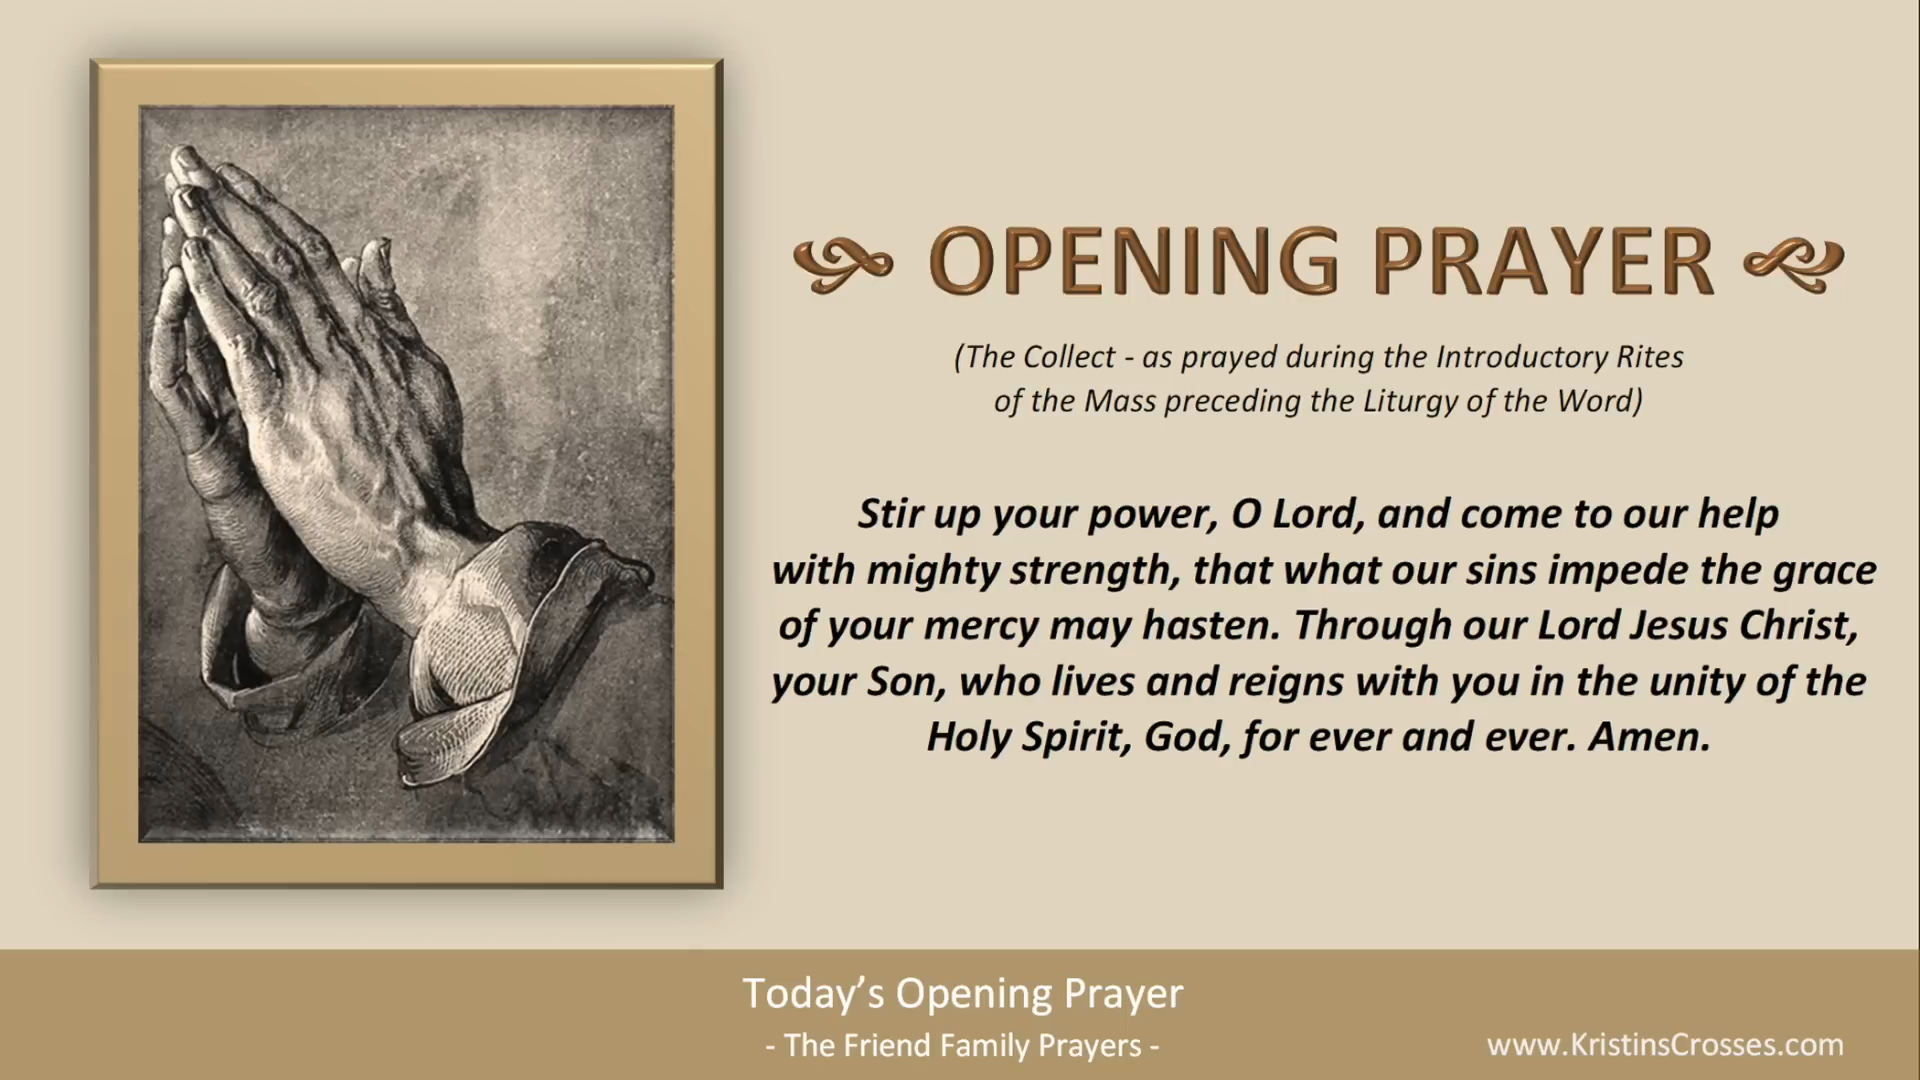 OPENING PRAYER
(The Collect - as prayed during the Introductory Rites
of the Mass preceding the Liturgy of the Word)
Stir up your power, O Lord, and come to our help
with mighty strength, that what our sins impede the grace
of your mercy may hasten. Through our Lord Jesus Christ,
your Son, who lives and reigns with you in the unity of the
Holy Spirit, God, for ever and ever. Amen.
Today’s Opening Prayer
- The Friend Family Prayers -
www.KristinsCrosses.com